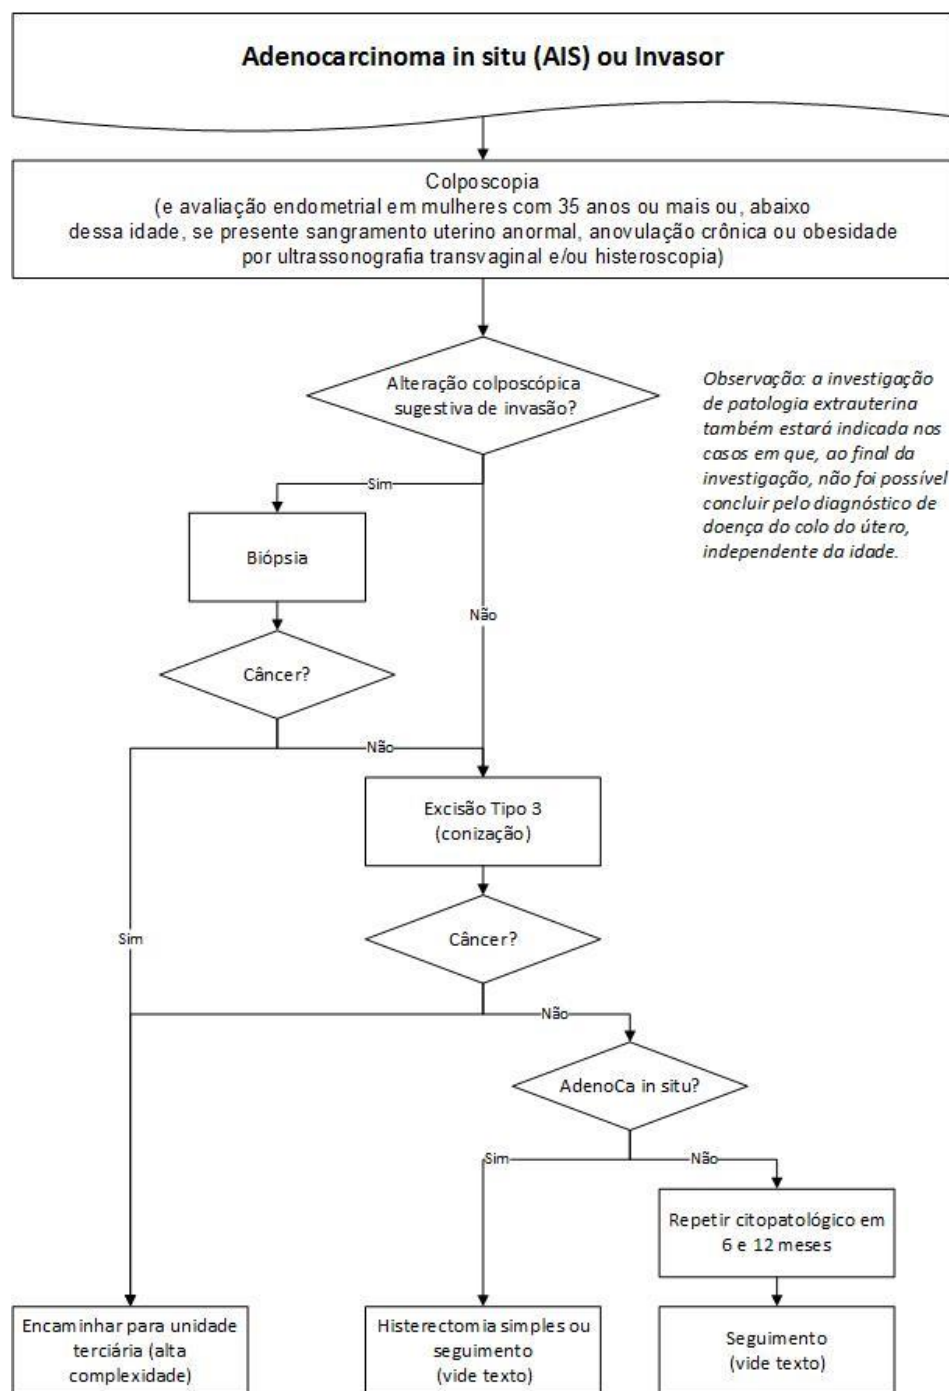 Adenocarcinoma in situ (AIS) ou Invasor
Colposcopia
(e avaliação endometrial em mulheres com 35 anos ou mais ou, abaixo
dessa idade, se presente sangramento uterino anormal, anovulação crônica ou obesidade
por ultrassonografia transvaginal e/ou histeroscopia)
Alteração colposcópica
sugestiva de invasão?
Observação: a investigação
de patologia extrauterina
também estará indicada nos
casos em que, ao final da
investigação, não foi possível
concluir pelo diagnóstico de
doença do colo do útero,
independente da idade.
Sim
Biópsia
Não
Câncer?
Não
Excisão Tipo 3
(conização)
Sim
Câncer?
Não
AdenoCa in situ?
Sim
Não
Repetir citopatológico em
6 e 12 meses
Encaminhar para unidade
terciária (alta
complexidade)
Histerectomia simples ou
seguimento
(vide texto)
Seguimento
(vide texto)